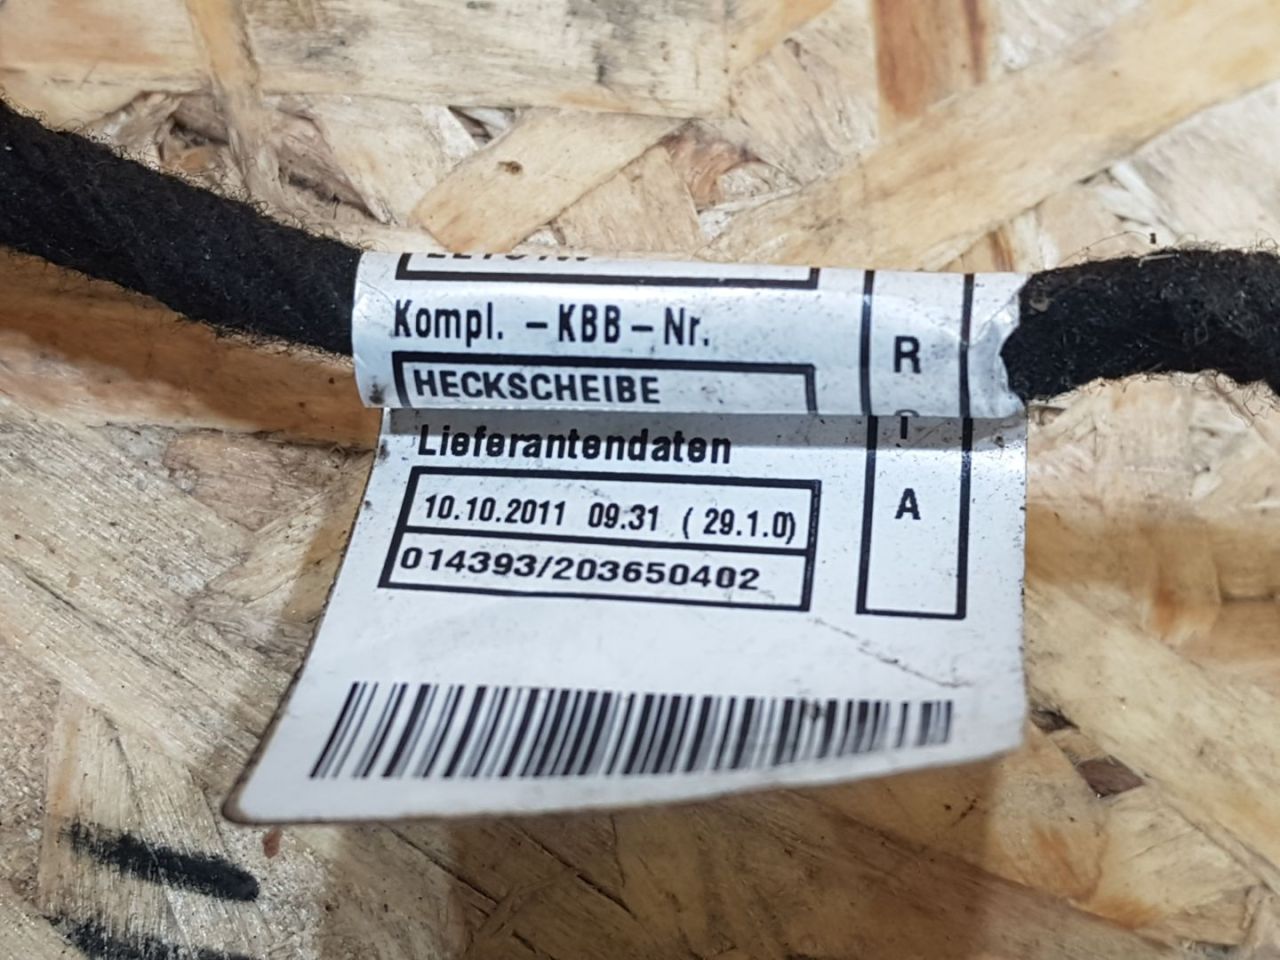 Kompl. -KBB-Nr.
R
HECKSCHEIBE
Lieferantendaten
A
10.10.2011 09.31 ( 29.1.0)
014393/203650402